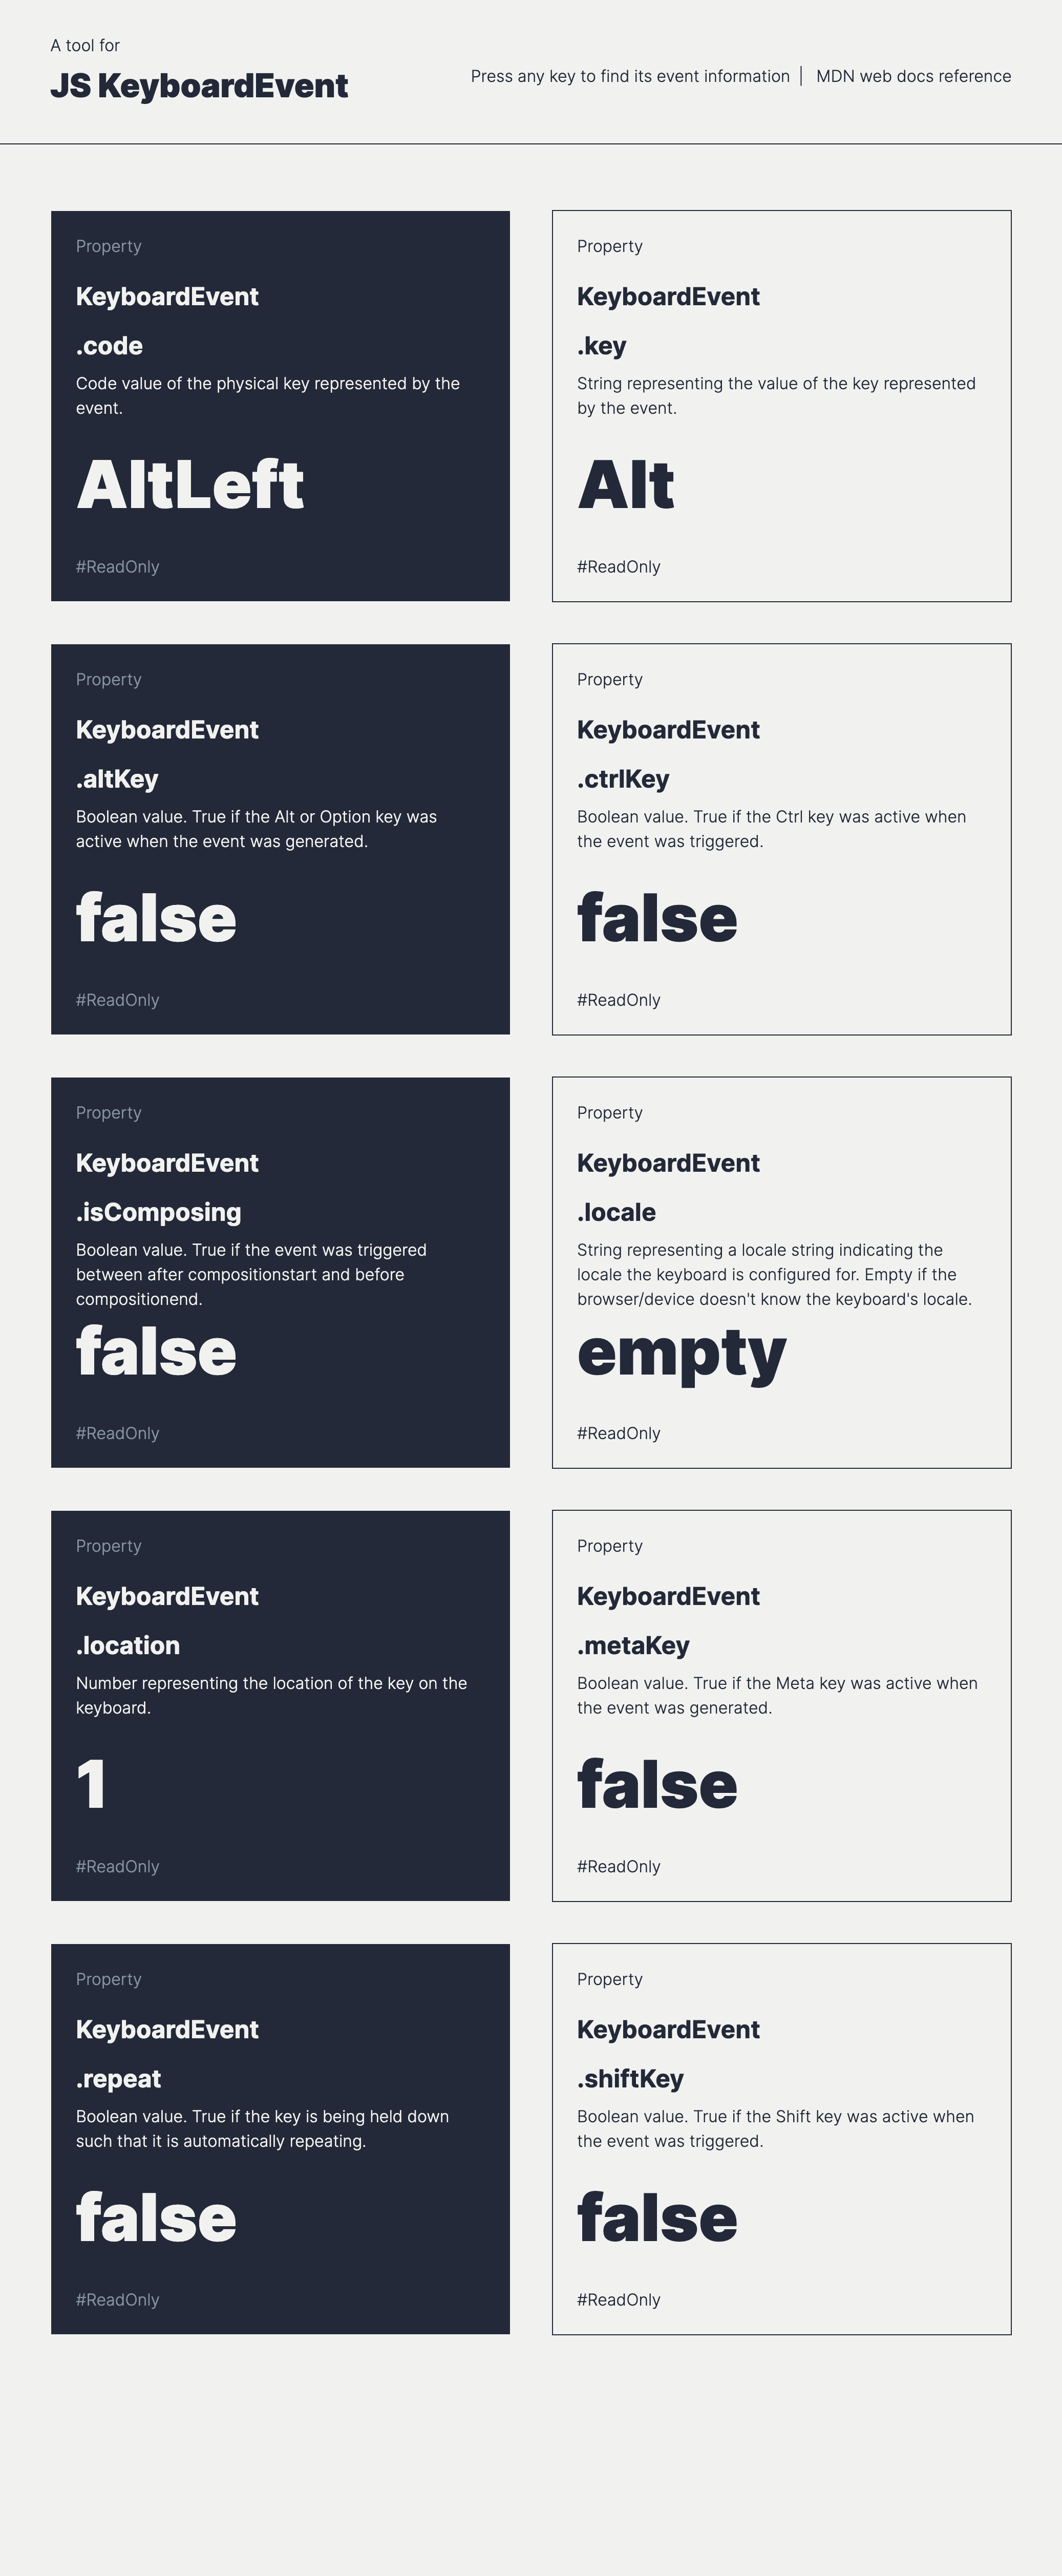 A tool for
JS KeyboardEvent
Press any key to find its event information | MDN web docs reference
Property
KeyboardEvent
.code
Code value of the physical key represented by the
event.
AltLeft
#ReadOnly
Property
KeyboardEvent
.key
String representing the value of the key represented
by the event.
Alt
#ReadOnly
Property
KeyboardEvent
.altKey
Boolean value. True if the Alt or Option key was
active when the event was generated.
false
#ReadOnly
Property
KeyboardEvent
.ctrlKey
Boolean value. True if the Ctrl key was active when
the event was triggered.
false
#ReadOnly
Property
KeyboardEvent
.isComposing
Boolean value. True if the event was triggered
between after compositionstart and before
compositionend.
false
#ReadOnly
Property
KeyboardEvent
.locale
String representing a locale string indicating the
locale the keyboard is configured for. Empty if the
browser/device doesn't know the keyboard's locale.
empty
#ReadOnly
Property
KeyboardEvent
.location
Number representing the location of the key on the
keyboard.
1
#ReadOnly
Property
KeyboardEvent
.metaKey
Boolean value. True if the Meta key was active when
the event was generated.
false
#ReadOnly
Property
KeyboardEvent
.repeat
Boolean value. True if the key is being held down
such that it is automatically repeating.
false
#ReadOnly
Property
KeyboardEvent
.shiftKey
Boolean value. True if the Shift key was active when
the event was triggered.
false
#ReadOnly